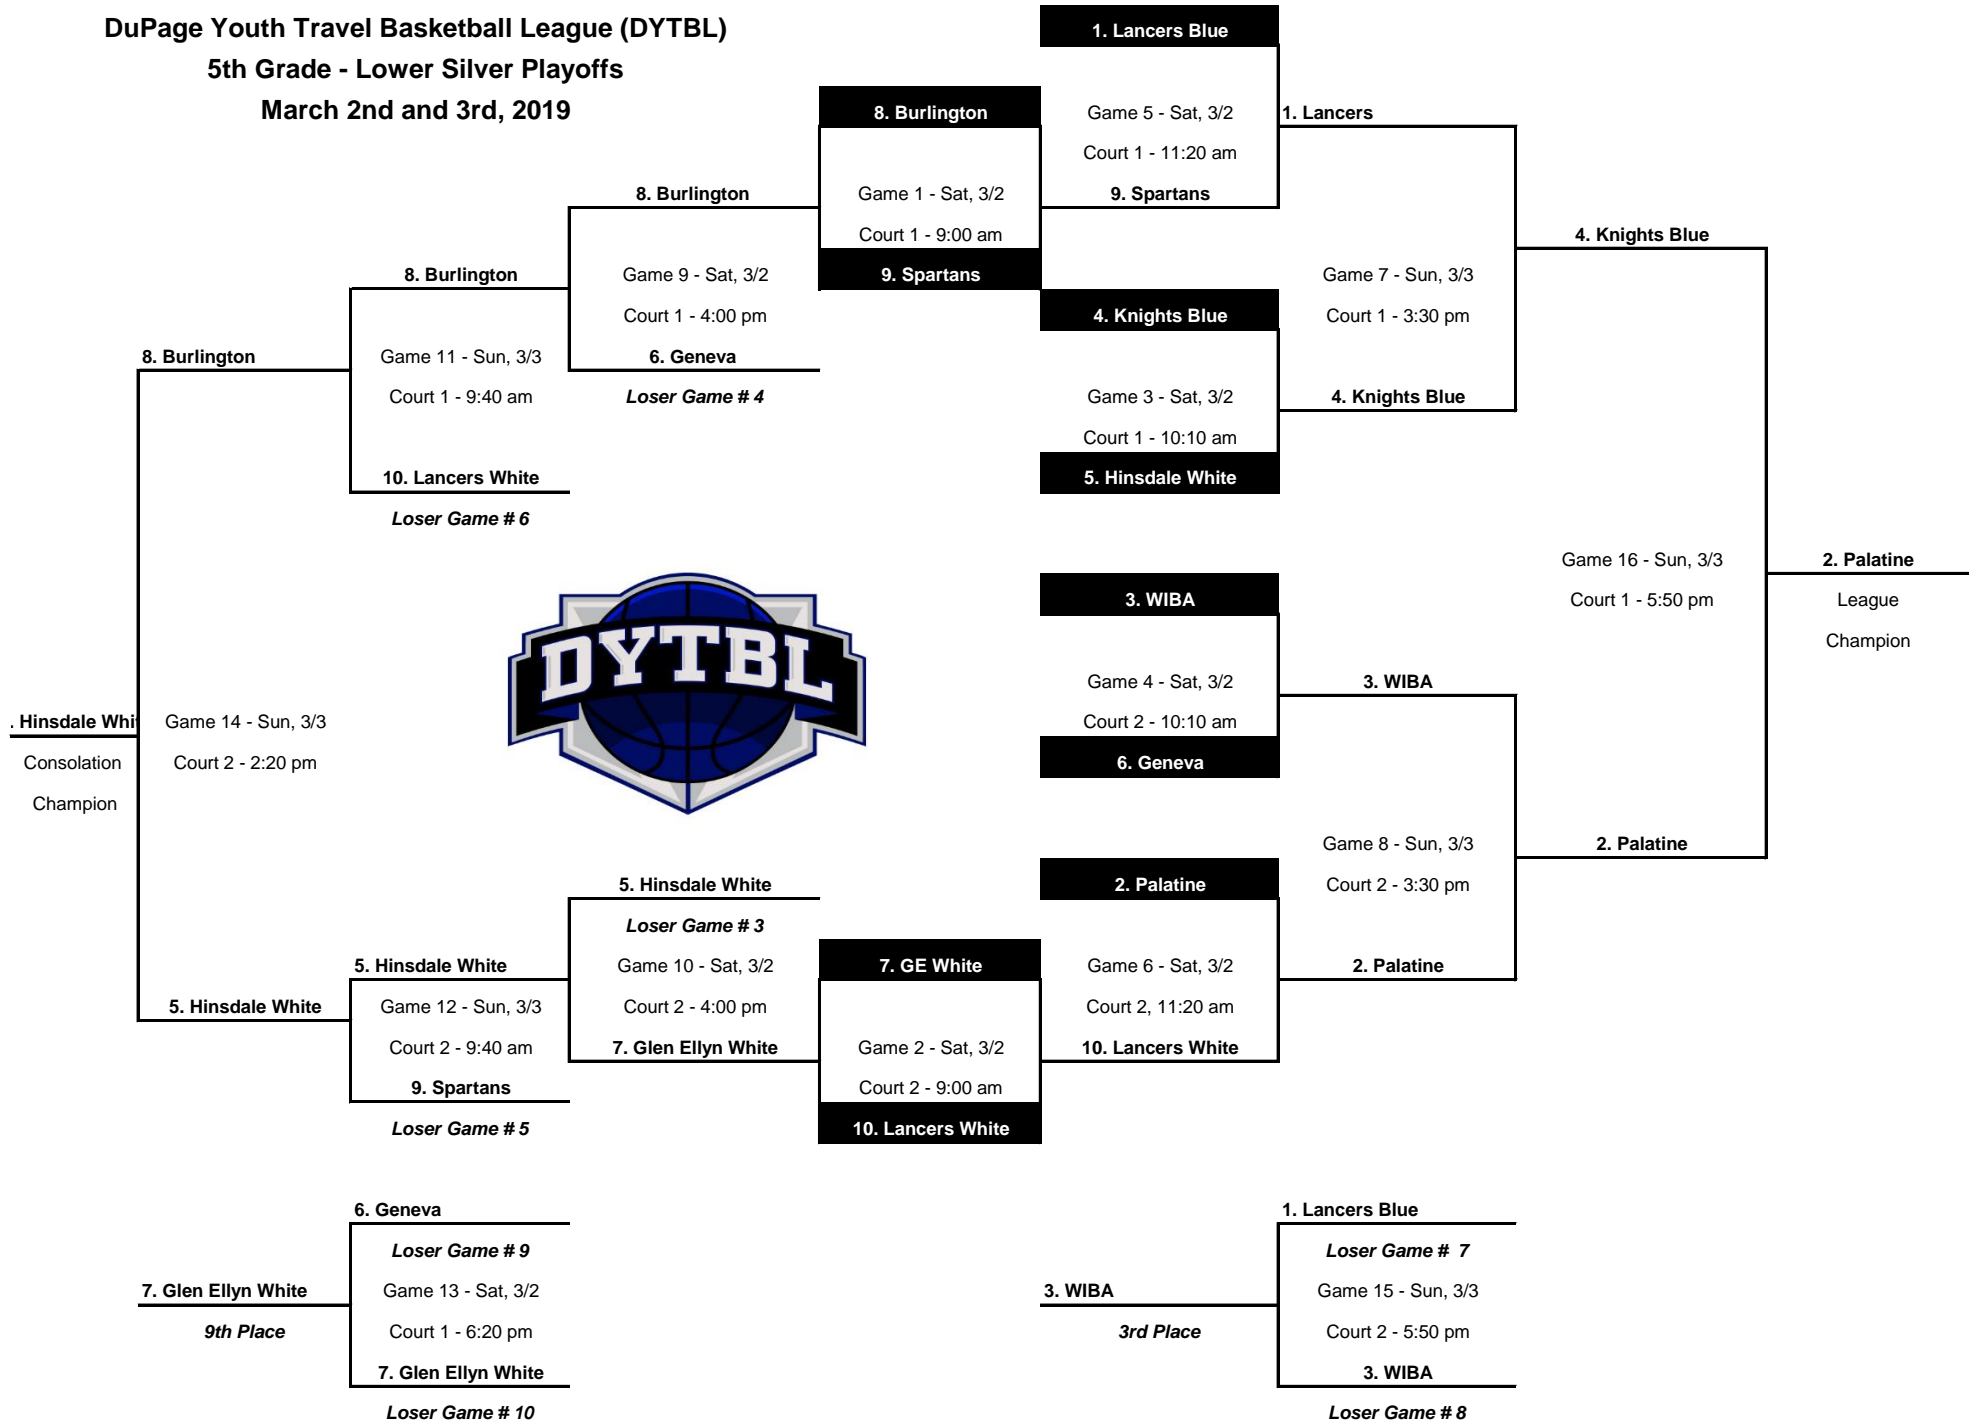 DuPage Youth Travel Basketball League (DYTBL)
5th Grade - Lower Silver Playoffs
March 2nd and 3rd, 2019
1. Lancers Blue
8. Burlington
Game 5 - Sat, 3/2
1. Lancers
Court 1 - 11:20 am
8. Burlington
Game 1 - Sat, 3/2
9. Spartans
Court 1 - 9:00 am
4. Knights Blue
8. Burlington
Game 9 - Sat, 3/2
9. Spartans
Game 7 - Sun, 3/3
Court 1 - 4:00 pm
4. Knights Blue
Court 1 - 3:30 pm
8. Burlington
Game 11 - Sun, 3/3
6. Geneva
Court 1 - 9:40 am
Loser Game # 4
Game 3 - Sat, 3/2
4. Knights Blue
Court 1 - 10:10 am
10. Lancers White
5. Hinsdale White
Loser Game # 6
Game 16 - Sun, 3/3
2. Palatine
3. WIBA
Court 1 - 5:50 pm
League
Champion
DYTBL
Game 4 - Sat, 3/2
3. WIBA
. Hinsdale Whit
Game 14 - Sun, 3/3
Court 2 - 10:10 am
Consolation
Court 2 - 2:20 pm
6. Geneva
Champion
Game 8 - Sun, 3/3
2. Palatine
5. Hinsdale White
2. Palatine
Court 2 - 3:30 pm
Loser Game # 3
5. Hinsdale White
Game 10 - Sat, 3/2
7. GE White
Game 6 - Sat, 3/2
2. Palatine
5. Hinsdale White
Game 12 - Sun, 3/3
Court 2 - 4:00 pm
Court 2, 11:20 am
Court 2 - 9:40 am
7. Glen Ellyn White
Game 2 - Sat, 3/2
10. Lancers White
9. Spartans
Court 2 - 9:00 am
Loser Game # 5
10. Lancers White
6. Geneva
1. Lancers Blue
Loser Game # 9
Loser Game # 7
7. Glen Ellyn White
Game 13 - Sat, 3/2
3. WIBA
Game 15 - Sun, 3/3
9th Place
Court 1 - 6:20 pm
3rd Place
Court 2 - 5:50 pm
7. Glen Ellyn White
3. WIBA
Loser Game # 10
Loser Game # 8